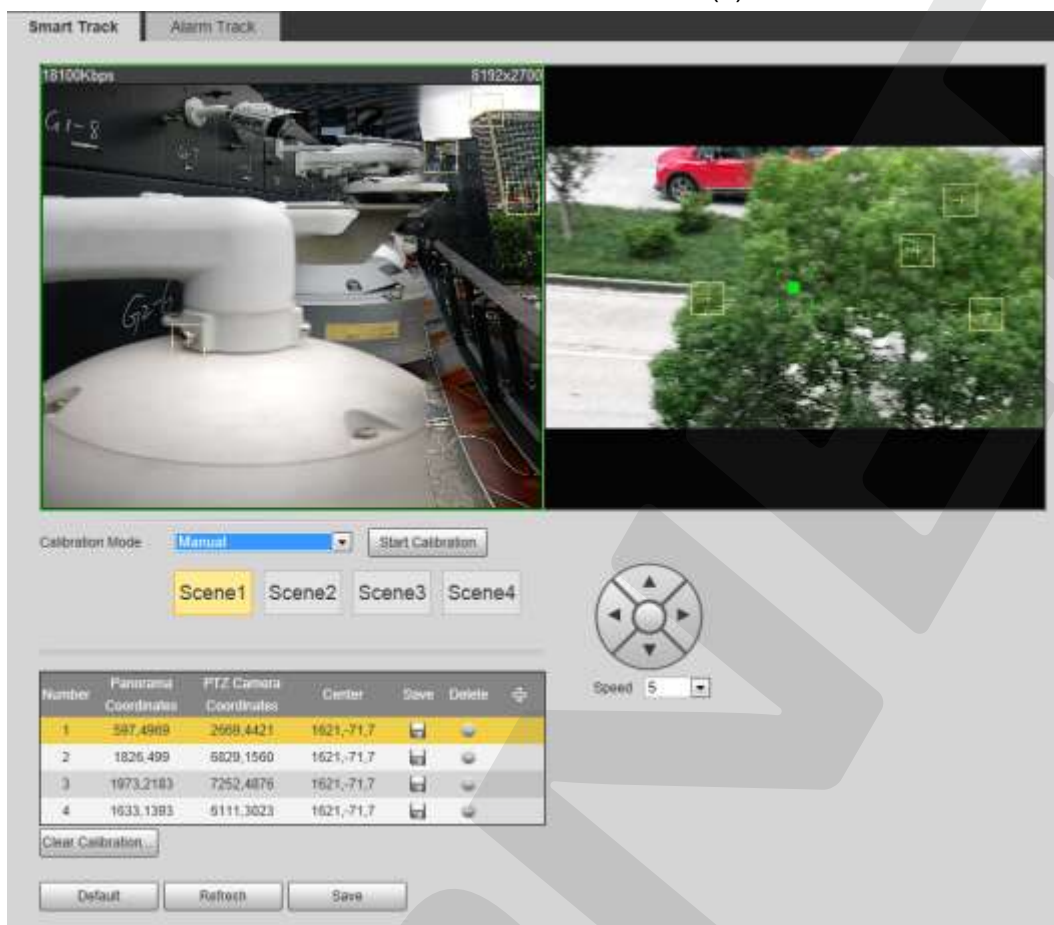 Smart Track Alarm Track
18100Kbps 8192x2700
G1-8
G2-6
Calibration Mode Manual Start Calibration
Scene1 Scene2 Scene3 Scene4
Number Panorama Coordinates PTZ Camera Coordinates Center Save Delete
1 597,4969 2669,4421 1621,-71,7
2 1826,499 6829,1560 1621,-71,7
3 1973,2183 7252,4876 1621,-71,7
4 1633,1393 6111,3023 1621,-71,7
Speed 5
Clear Calibration...
Default Refresh Save